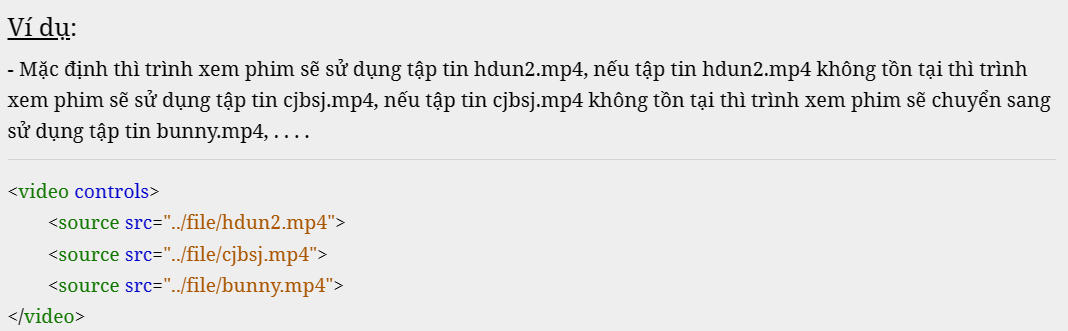 Ví dụ:
- Mặc định thì trình xem phim sẽ sử dụng tập tin hdun2.mp4, nếu tập tin hdun2.mp4 không tồn tại thì trình
xem phim sẽ sử dụng tập tin cjbsj.mp4, nếu tập tin cjbsj.mp4 không tồn tại thì trình xem phim sẽ chuyển sang
sử dụng tập tin bunny.mp4, . . . .
<video controls>
<source src="../file/hdun2.mp4">
<source src="../file/cjbsj.mp4">
<source src="../file/bunny.mp4">
</video>